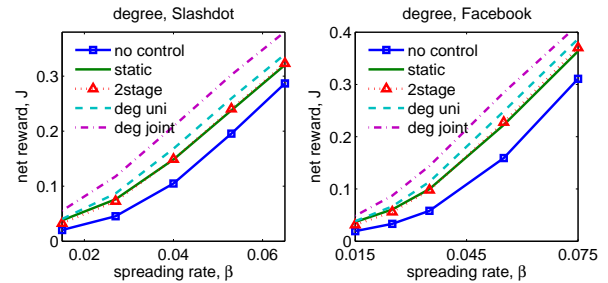 degree, Slashdot
net reward, J
0.3
0.2
0.1
0
0.02
0.04
0.06
spreading rate, β
no control
static
2stage
deg uni
deg joint
degree, Facebook
net reward, J
0.4
0.3
0.2
0.1
0
0.015
0.045
0.075
spreading rate, β
no control
static
2stage
deg uni
deg joint